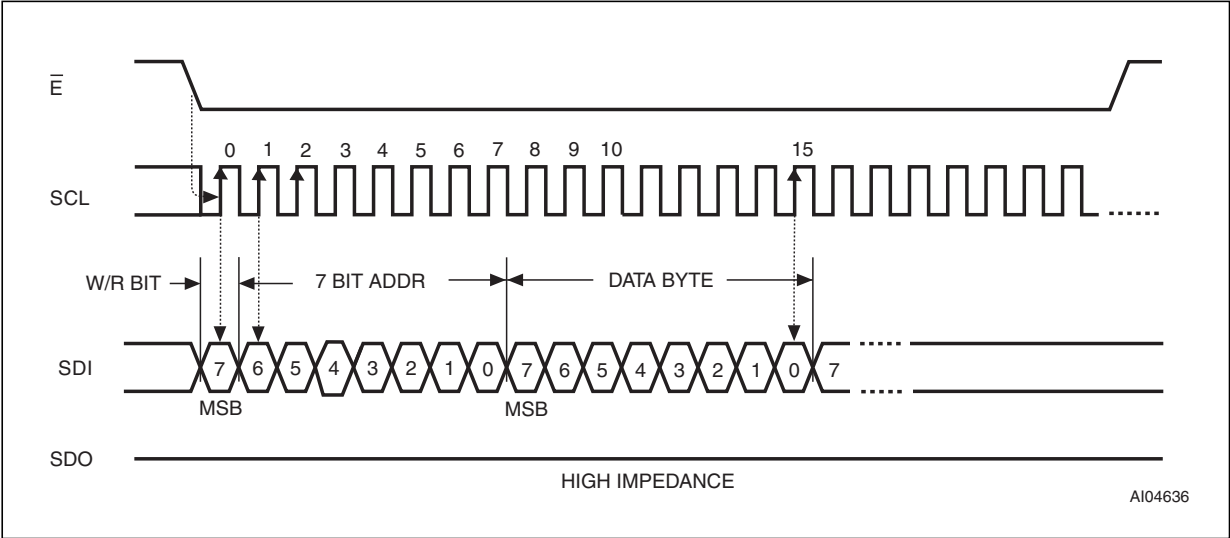 E̅
0 1 2 3 4 5 6 7 8 9 10 15
SCL
W/R BIT 7 BIT ADDR DATA BYTE
SDI 7 6 5 4 3 2 1 0 7 6 5 4 3 2 1 0 7
MSB MSB
SDO
HIGH IMPEDANCE
AI04636